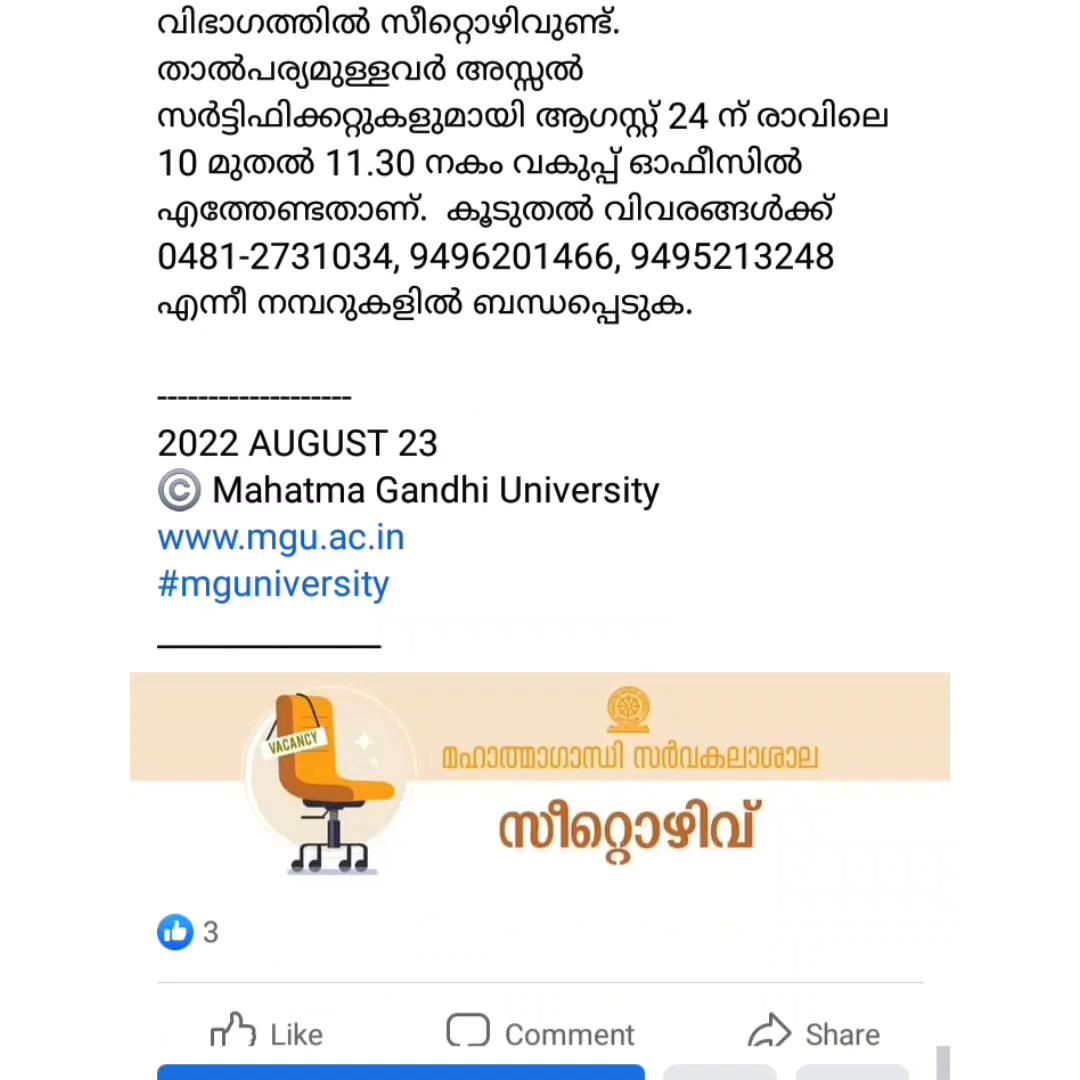 വിഭാഗത്തിൽ സീറ്റൊഴിവുണ്ട്.
താൽപര്യമുള്ളവർ അസ്സൽ
സർട്ടിഫിക്കറ്റുകളുമായി ആഗസ്റ്റ് 24 ന് രാവിലെ
10 മുതൽ 11.30 നകം വകുപ്പ് ഓഫീസിൽ
എത്തേണ്ടതാണ്. കൂടുതൽ വിവരങ്ങൾക്ക്
0481-2731034, 9496201466, 9495213248
എന്നീ നമ്പറുകളിൽ ബന്ധപ്പെടുക.
-------------------
2022 AUGUST 23
© Mahatma Gandhi University
www.mgu.ac.in
#mguniversity
_____________
VACANCY
മഹാത്മാഗാന്ധി സർവകലാശാല
സീറ്റൊഴിവ്
3
Like Comment Share